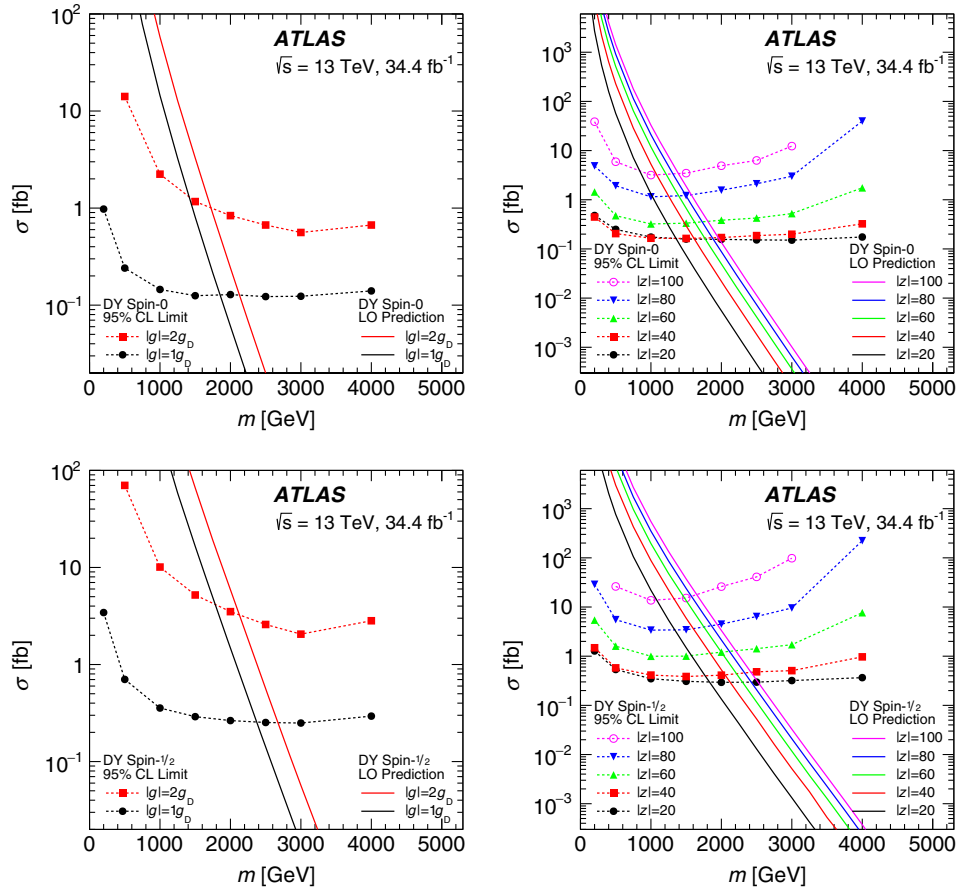 ATLAS
√s = 13 TeV, 34.4 fb⁻¹
10²
10
1
10⁻¹
σ [fb]
DY Spin-0
95% CL Limit
|g|=2g_D
|g|=1g_D
DY Spin-0
LO Prediction
|g|=2g_D
|g|=1g_D
0 1000 2000 3000 4000 5000
m [GeV]
ATLAS
√s = 13 TeV, 34.4 fb⁻¹
10³
10²
10
1
10⁻¹
10⁻²
10⁻³
σ [fb]
DY Spin-0
95% CL Limit
|z|=100
|z|=80
|z|=60
|z|=40
|z|=20
DY Spin-0
LO Prediction
|z|=100
|z|=80
|z|=60
|z|=40
|z|=20
0 1000 2000 3000 4000 5000
m [GeV]
ATLAS
√s = 13 TeV, 34.4 fb⁻¹
10²
10
1
10⁻¹
σ [fb]
DY Spin-1/2
95% CL Limit
|g|=2g_D
|g|=1g_D
DY Spin-1/2
LO Prediction
|g|=2g_D
|g|=1g_D
0 1000 2000 3000 4000 5000
m [GeV]
ATLAS
√s = 13 TeV, 34.4 fb⁻¹
10³
10²
10
1
10⁻¹
10⁻²
10⁻³
σ [fb]
DY Spin-1/2
95% CL Limit
|z|=100
|z|=80
|z|=60
|z|=40
|z|=20
DY Spin-1/2
LO Prediction
|z|=100
|z|=80
|z|=60
|z|=40
|z|=20
0 1000 2000 3000 4000 5000
m [GeV]